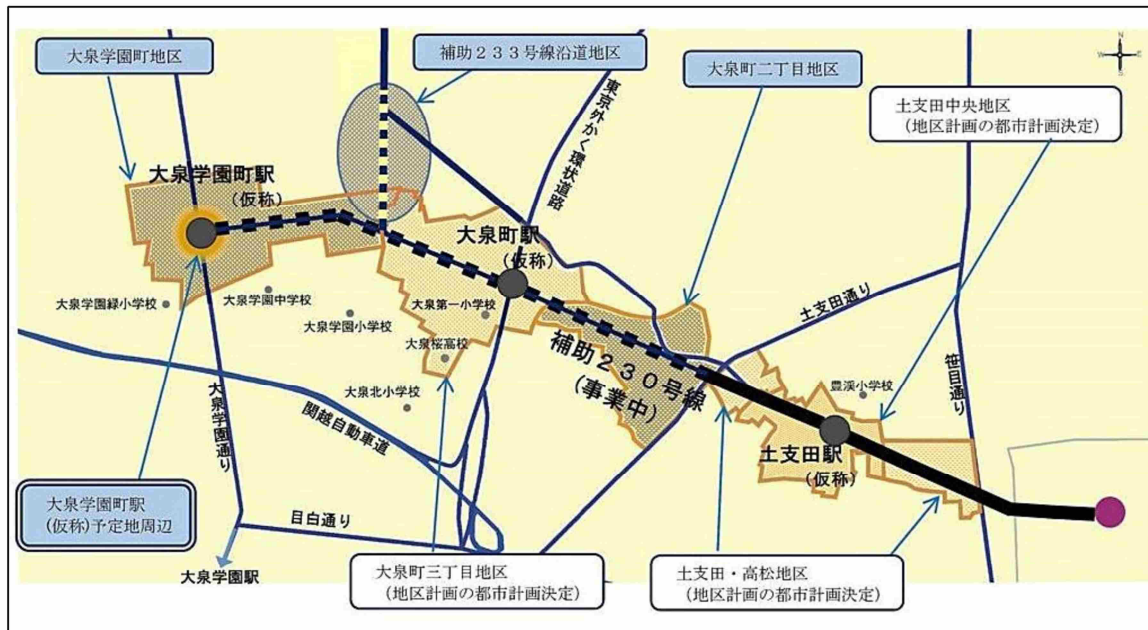 大泉学園町地区
補助２３３号線沿道地区
大泉町二丁目地区
N
W
E
S
土支田中央地区
(地区計画の都市計画決定)
東京外かく環状道路
大泉学園町駅
(仮称)
大泉町駅
(仮称)
大泉学園緑小学校
大泉学園中学校
大泉学園小学校
大泉第一小学校
大泉桜高校
大泉北小学校
土支田通り
笹目通り
補助２３０号線
(事業中)
豊渓小学校
土支田駅
(仮称)
大泉学園通り
関越自動車道
目白通り
大泉学園駅
大泉学園町駅
(仮称)予定地周辺
大泉町三丁目地区
(地区計画の都市計画決定)
土支田・高松地区
(地区計画の都市計画決定)